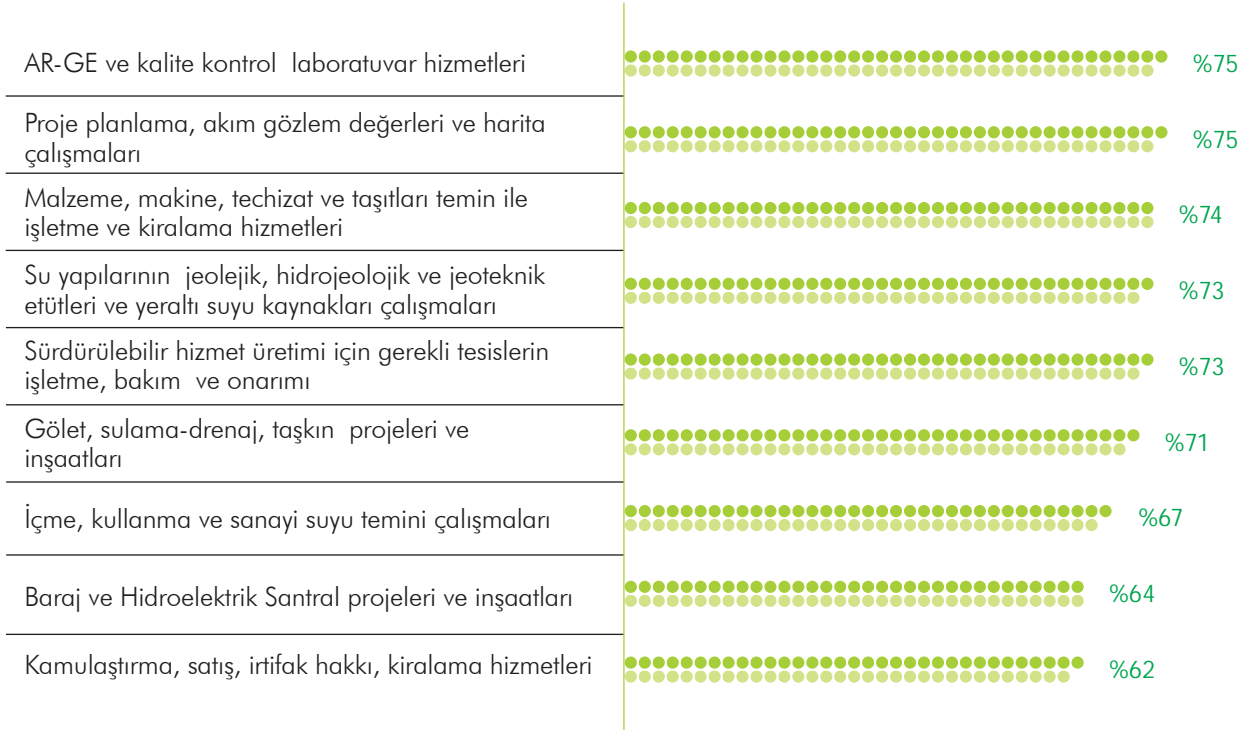 AR-GE ve kalite kontrol  laboratuvar hizmetleri
%75
Proje planlama, akım gözlem değerleri ve harita
çalışmaları
%75
Malzeme, makine, techizat ve taşıtları temin ile
işletme ve kiralama hizmetleri
%74
Su yapılarının  jeolejik, hidrojeolojik ve jeoteknik
etütleri ve yeraltı suyu kaynakları çalışmaları
%73
Sürdürülebilir hizmet üretimi için gerekli tesislerin
işletme, bakım  ve onarımı
%73
Gölet, sulama-drenaj, taşkın  projeleri ve
inşaatları
%71
İçme, kullanma ve sanayi suyu temini çalışmaları
%67
Baraj ve Hidroelektrik Santral projeleri ve inşaatları
%64
Kamulaştırma, satış, irtifak hakkı, kiralama hizmetleri
%62